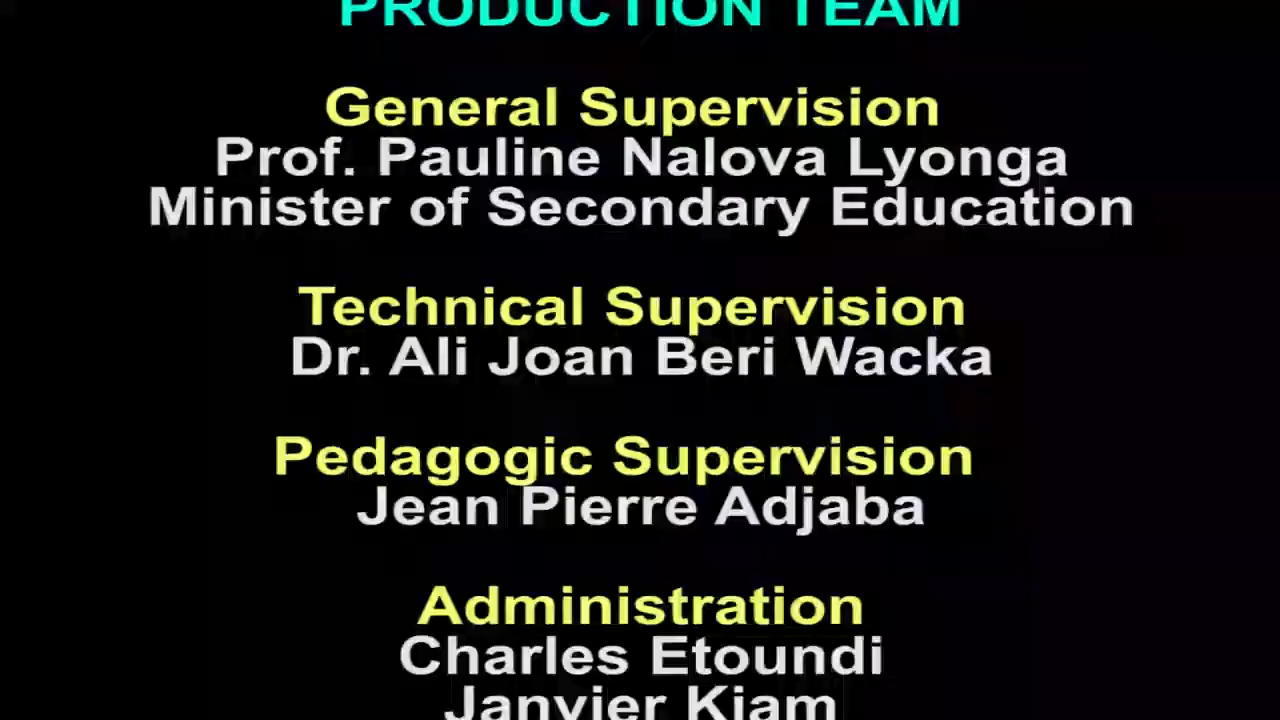 PRODUCTION TEAM
General Supervision
Prof. Pauline Nalova Lyonga
Minister of Secondary Education
Technical Supervision
Dr. Ali Joan Beri Wacka
Pedagogic Supervision
Jean Pierre Adjaba
Administration
Charles Etoundi
Janvier Kiam